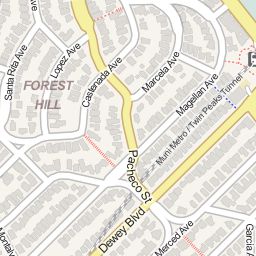 Santa Rita Ave
Lopez Ave
Castenada Ave
Marcela Ave
Magellan Ave
FOREST
HILL
Muni Metro / Twin Peaks Tunnel
Pacheco St
Dewey Blvd
Merced Ave
Garcia A
Montalv